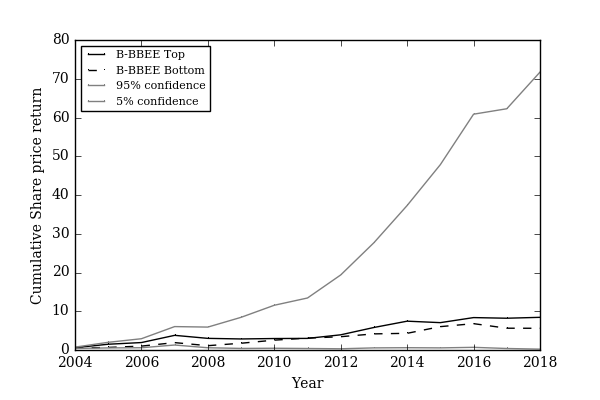 80
70
60
50
40
30
20
10
0
Cumulative Share price return
B-BBEE Top
B-BBEE Bottom
95% confidence
5% confidence
2004 2006 2008 2010 2012 2014 2016 2018
Year